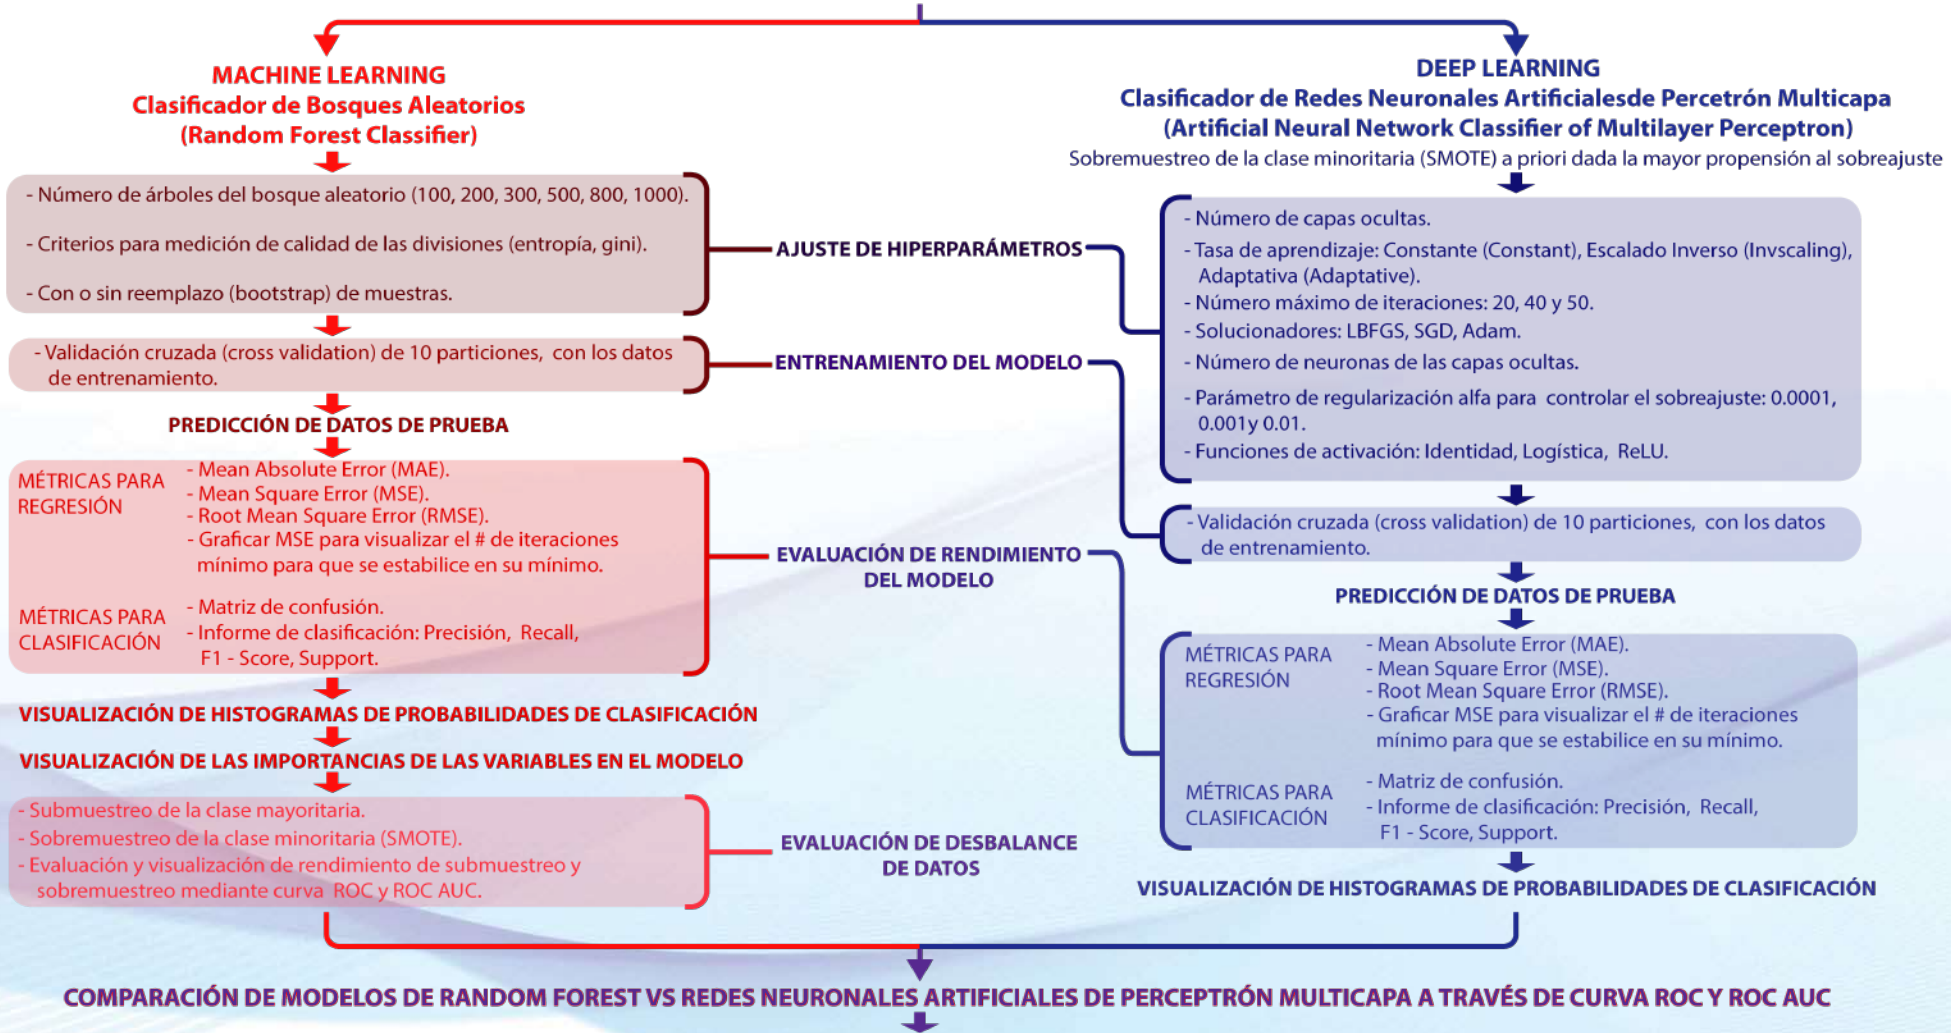 MACHINE LEARNING
Clasificador de Bosques Aleatorios
(Random Forest Classifier)
- Número de árboles del bosque aleatorio (100, 200, 300, 500, 800, 1000).
- Criterios para medición de calidad de las divisiones (entropía, gini).
- Con o sin reemplazo (bootstrap) de muestras.
- Validación cruzada (cross validation) de 10 particiones, con los datos
de entrenamiento.
PREDICCIÓN DE DATOS DE PRUEBA
MÉTRICAS PARA
REGRESIÓN
- Mean Absolute Error (MAE).
- Mean Square Error (MSE).
- Root Mean Square Error (RMSE).
- Graficar MSE para visualizar el # de iteraciones
mínimo para que se estabilice en su mínimo.
MÉTRICAS PARA
CLASIFICACIÓN
- Matriz de confusión.
- Informe de clasificación: Precisión, Recall,
F1 - Score, Support.
VISUALIZACIÓN DE HISTOGRAMAS DE PROBABILIDADES DE CLASIFICACIÓN
VISUALIZACIÓN DE LAS IMPORTANCIAS DE LAS VARIABLES EN EL MODELO
- Submuestreo de la clase mayoritaria.
- Sobremuestreo de la clase minoritaria (SMOTE).
- Evaluación y visualización de rendimiento de submuestreo y
sobremuestreo mediante curva ROC y ROC AUC.
AJUSTE DE HIPERPARÁMETROS
ENTRENAMIENTO DEL MODELO
EVALUACIÓN DE RENDIMIENTO
DEL MODELO
EVALUACIÓN DE DESBALANCE
DE DATOS
DEEP LEARNING
Clasificador de Redes Neuronales Artificialesde Percetrón Multicapa
(Artificial Neural Network Classifier of Multilayer Perceptron)
Sobremuestreo de la clase minoritaria (SMOTE) a priori dada la mayor propensión al sobreajuste
- Número de capas ocultas.
- Tasa de aprendizaje: Constante (Constant), Escalado Inverso (Invscaling),
Adaptativa (Adaptative).
- Número máximo de iteraciones: 20, 40 y 50.
- Solucionadores: LBFGS, SGD, Adam.
- Número de neuronas de las capas ocultas.
- Parámetro de regularización alfa para controlar el sobreajuste: 0.0001,
0.001y 0.01.
- Funciones de activación: Identidad, Logística, ReLU.
- Validación cruzada (cross validation) de 10 particiones, con los datos
de entrenamiento.
PREDICCIÓN DE DATOS DE PRUEBA
MÉTRICAS PARA
REGRESIÓN
- Mean Absolute Error (MAE).
- Mean Square Error (MSE).
- Root Mean Square Error (RMSE).
- Graficar MSE para visualizar el # de iteraciones
mínimo para que se estabilice en su mínimo.
MÉTRICAS PARA
CLASIFICACIÓN
- Matriz de confusión.
- Informe de clasificación: Precisión, Recall,
F1 - Score, Support.
VISUALIZACIÓN DE HISTOGRAMAS DE PROBABILIDADES DE CLASIFICACIÓN
COMPARACIÓN DE MODELOS DE RANDOM FOREST VS REDES NEURONALES ARTIFICIALES DE PERCEPTRÓN MULTICAPA A TRAVÉS DE CURVA ROC Y ROC AUC